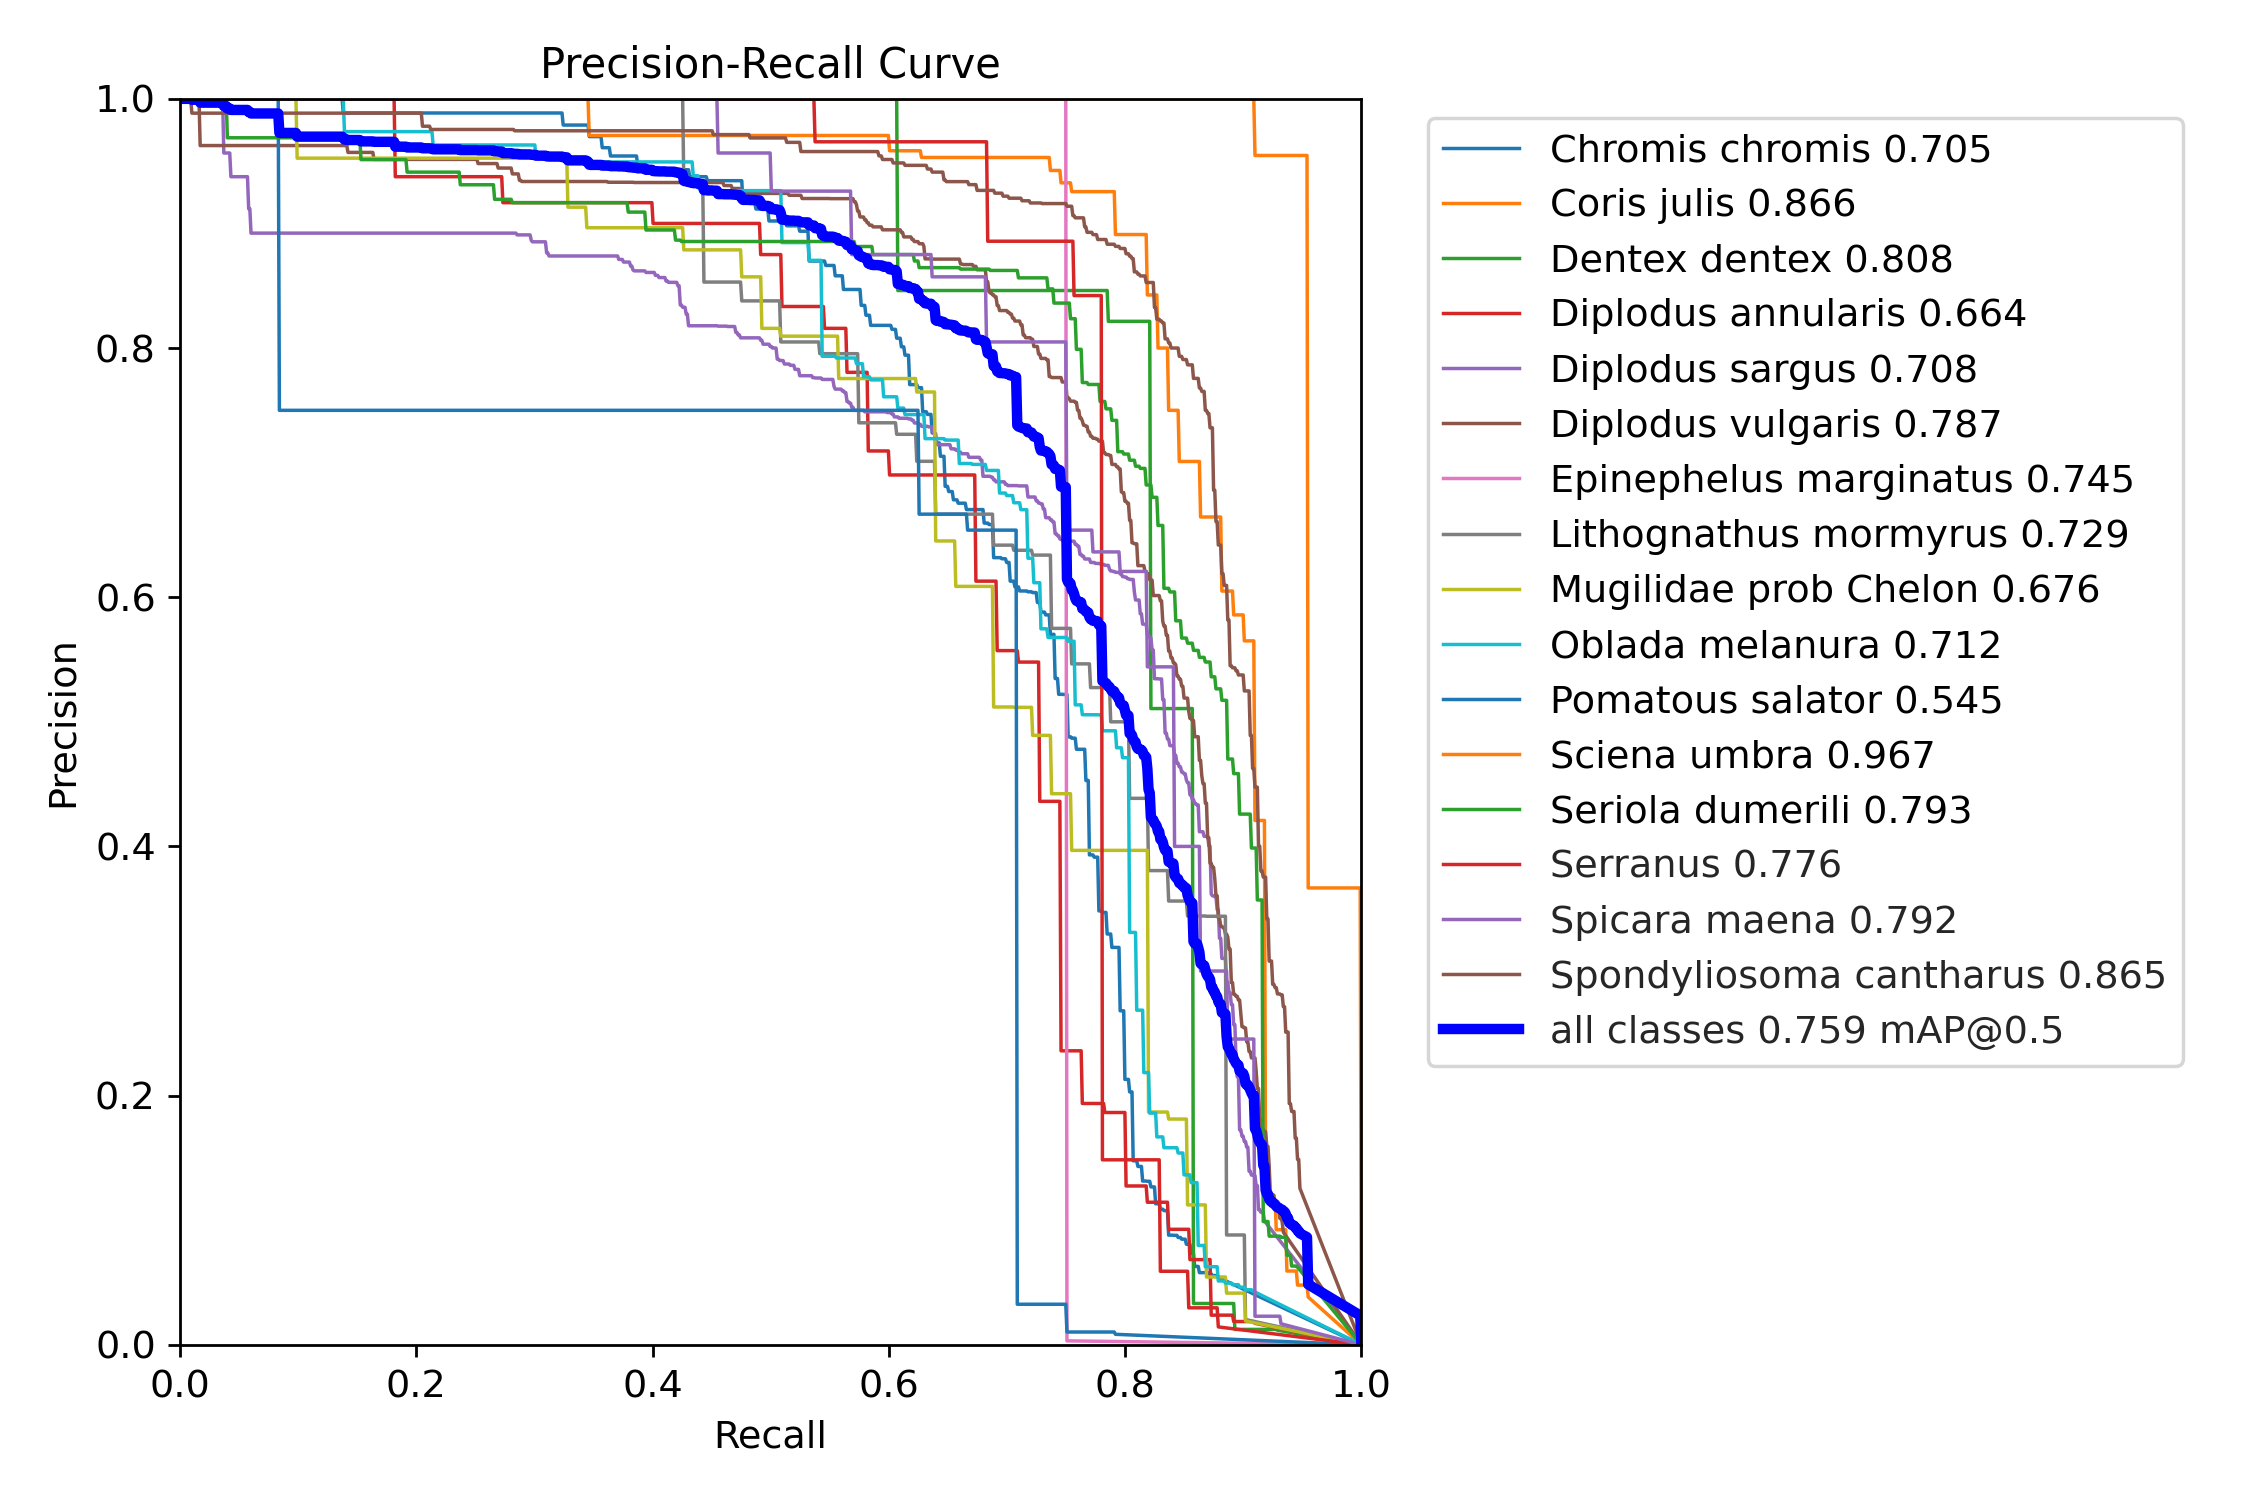 Precision-Recall Curve
1.0
0.8
0.6
0.4
0.2
0.0
Precision
0.0 0.2 0.4 0.6 0.8 1.0
Recall
Chromis chromis 0.705
Coris julis 0.866
Dentex dentex 0.808
Diplodus annularis 0.664
Diplodus sargus 0.708
Diplodus vulgaris 0.787
Epinephelus marginatus 0.745
Lithognathus mormyrus 0.729
Mugilidae prob Chelon 0.676
Oblada melanura 0.712
Pomatous salator 0.545
Sciena umbra 0.967
Seriola dumerili 0.793
Serranus 0.776
Spicara maena 0.792
Spondyliosoma cantharus 0.865
all classes 0.759 mAP@0.5